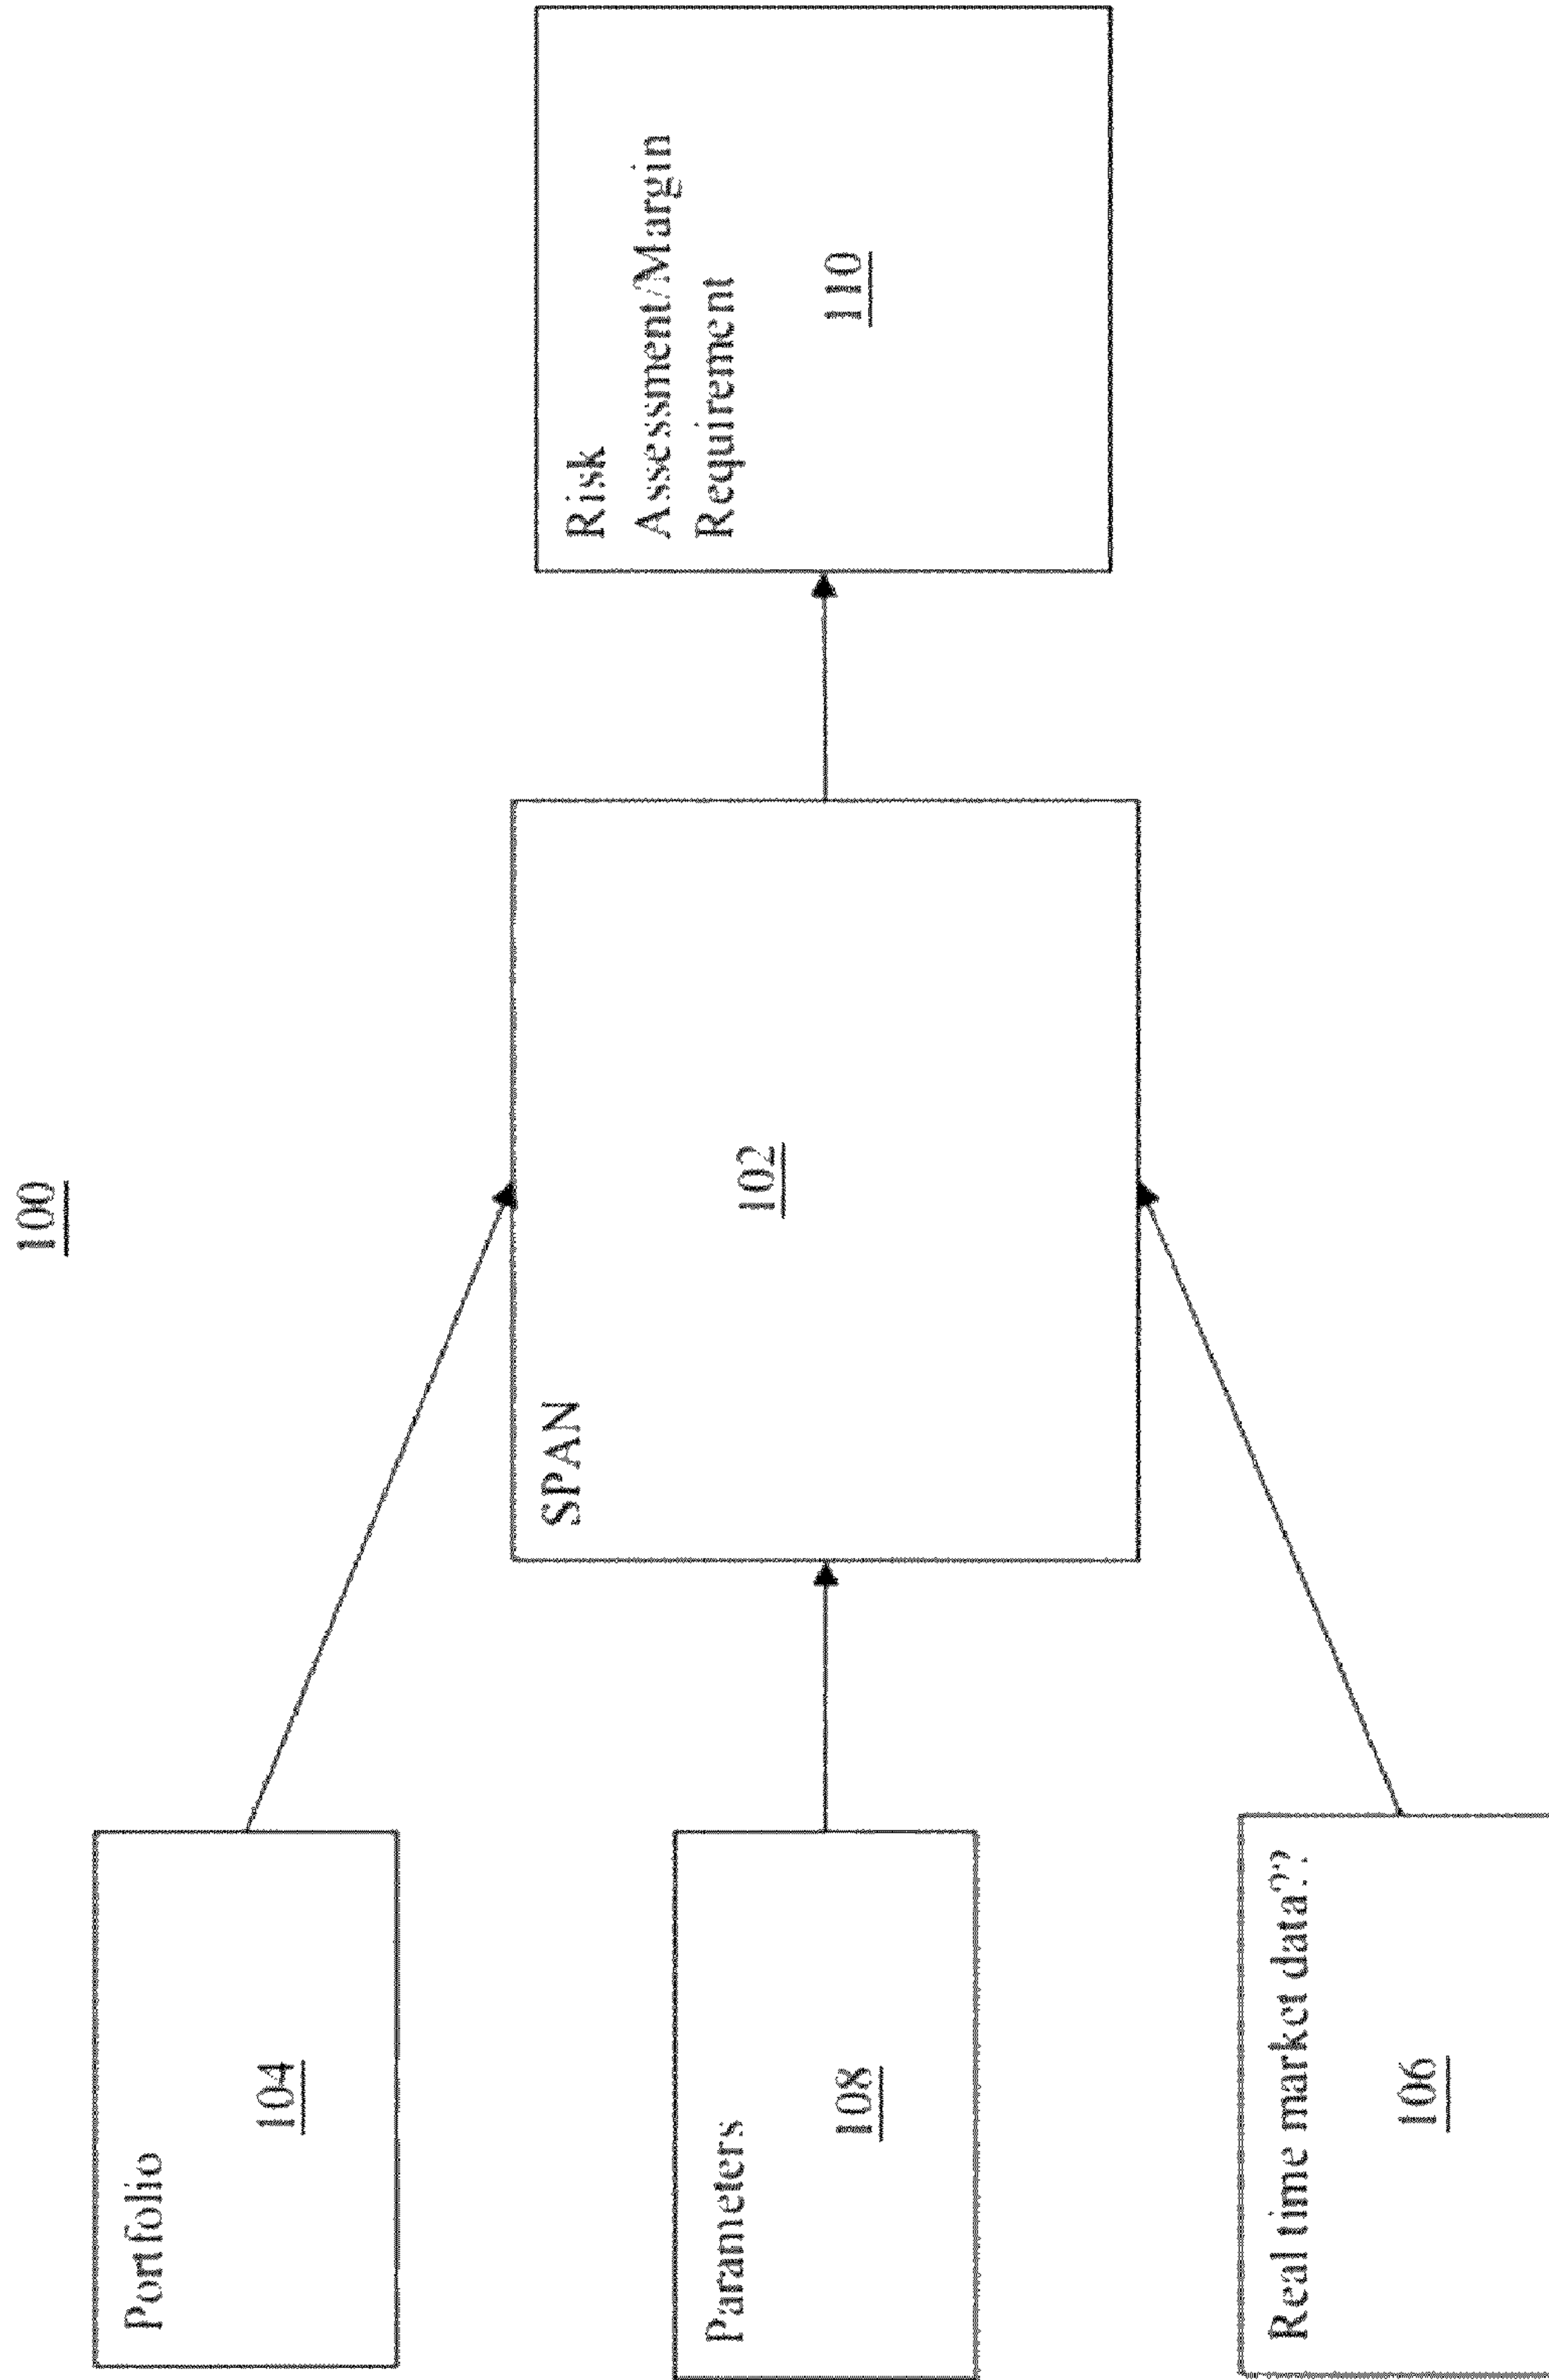 100
Portfolio
104
Parameters
108
Real time market data??
106
SPAN
102
Risk
Assessment/Margin
Requirement
110